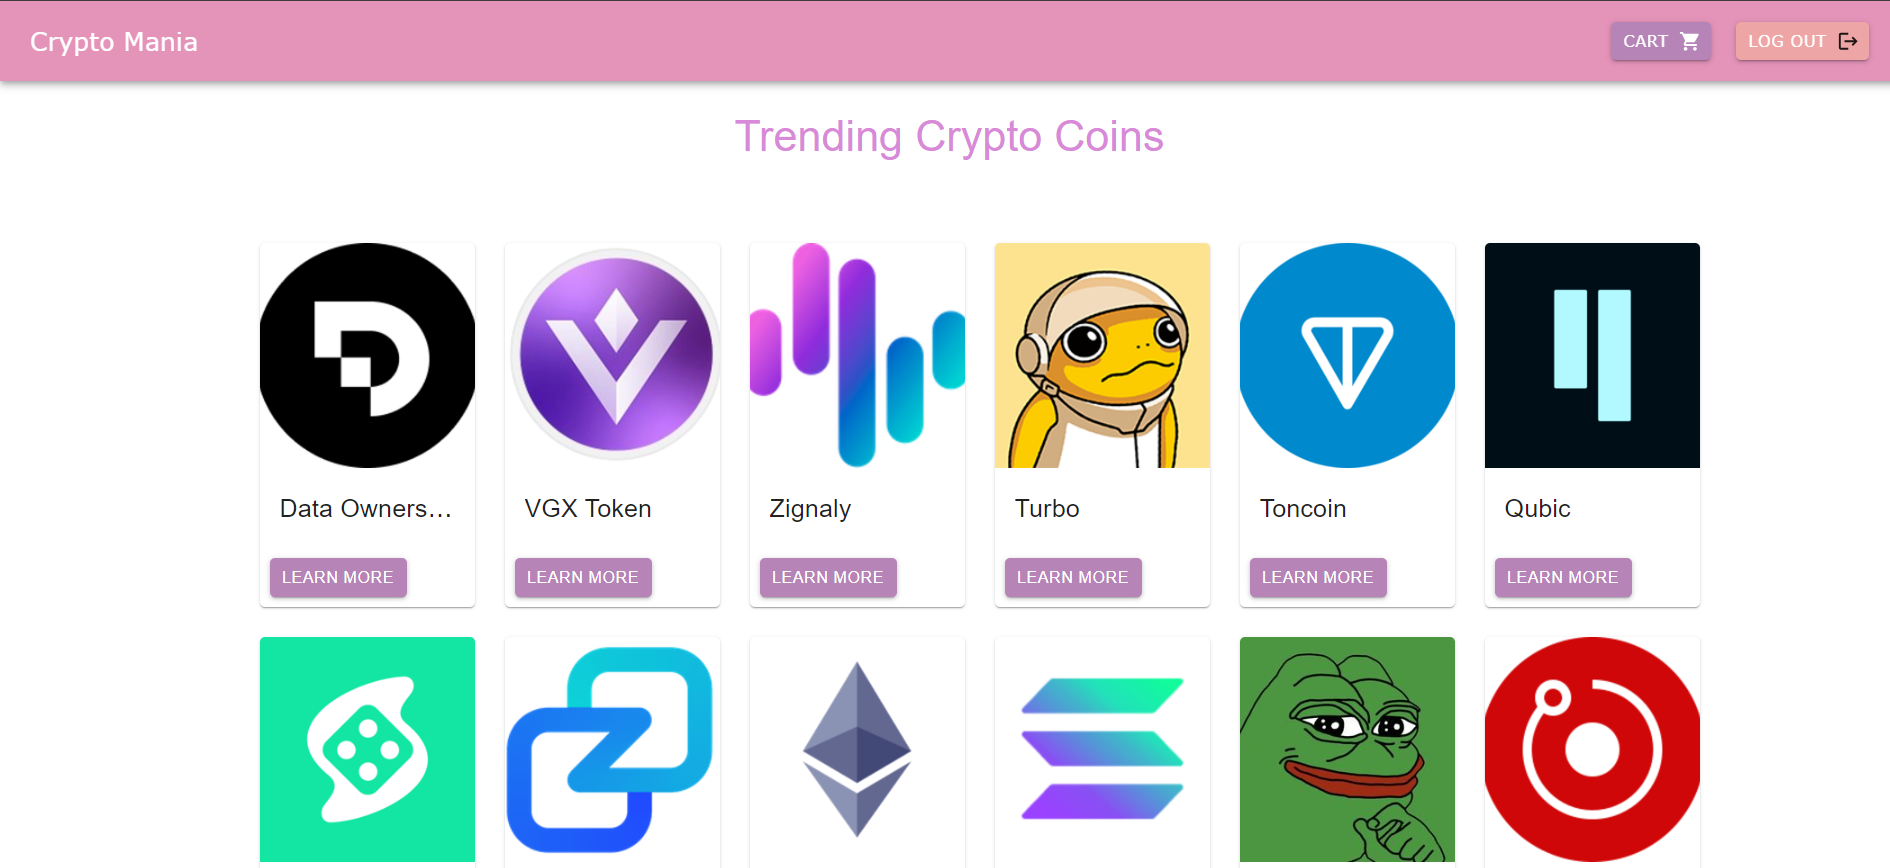 Crypto Mania
CART
LOG OUT
Trending Crypto Coins
Data Owners...
VGX Token
Zignaly
Turbo
Toncoin
Qubic
LEARN MORE
LEARN MORE
LEARN MORE
LEARN MORE
LEARN MORE
LEARN MORE